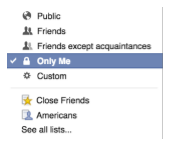 Public
Friends
Friends except acquaintances
Only Me
Custom
Close Friends
Americans
See all lists...